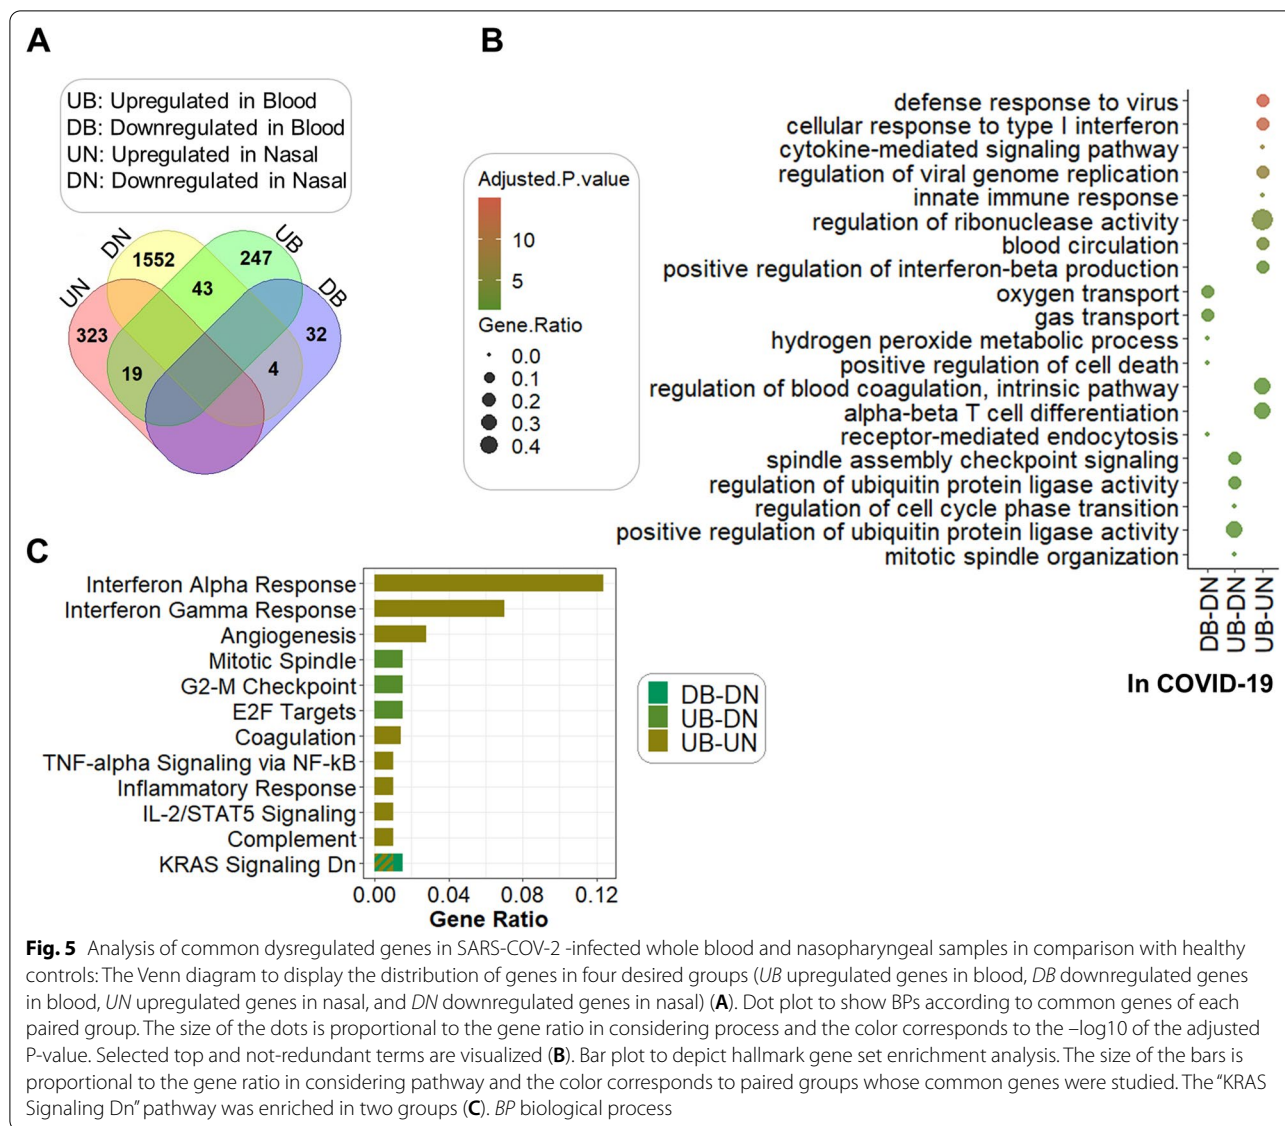 A
UB: Upregulated in Blood
DB: Downregulated in Blood
UN: Upregulated in Nasal
DN: Downregulated in Nasal
DN
UB
UN
DB
1552
247
43
323
32
19
4
B
Adjusted.P.value
10
5
Gene.Ratio
0.0
0.1
0.2
0.3
0.4
defense response to virus
cellular response to type I interferon
cytokine-mediated signaling pathway
regulation of viral genome replication
innate immune response
regulation of ribonuclease activity
blood circulation
positive regulation of interferon-beta production
oxygen transport
gas transport
hydrogen peroxide metabolic process
positive regulation of cell death
regulation of blood coagulation, intrinsic pathway
alpha-beta T cell differentiation
receptor-mediated endocytosis
spindle assembly checkpoint signaling
regulation of ubiquitin protein ligase activity
regulation of cell cycle phase transition
positive regulation of ubiquitin protein ligase activity
mitotic spindle organization
DB-DN
UB-DN
UB-UN
In COVID-19
C
Interferon Alpha Response
Interferon Gamma Response
Angiogenesis
Mitotic Spindle
G2-M Checkpoint
E2F Targets
Coagulation
TNF-alpha Signaling via NF-kB
Inflammatory Response
IL-2/STAT5 Signaling
Complement
KRAS Signaling Dn
0.00 0.04 0.08 0.12
Gene Ratio
DB-DN
UB-DN
UB-UN
Fig. 5 Analysis of common dysregulated genes in SARS-COV-2 -infected whole blood and nasopharyngeal samples in comparison with healthy
controls: The Venn diagram to display the distribution of genes in four desired groups (UB upregulated genes in blood, DB downregulated genes
in blood, UN upregulated genes in nasal, and DN downregulated genes in nasal) (A). Dot plot to show BPs according to common genes of each
paired group. The size of the dots is proportional to the gene ratio in considering process and the color corresponds to the –log10 of the adjusted
P-value. Selected top and not-redundant terms are visualized (B). Bar plot to depict hallmark gene set enrichment analysis. The size of the bars is
proportional to the gene ratio in considering pathway and the color corresponds to paired groups whose common genes were studied. The “KRAS
Signaling Dn” pathway was enriched in two groups (C). BP biological process